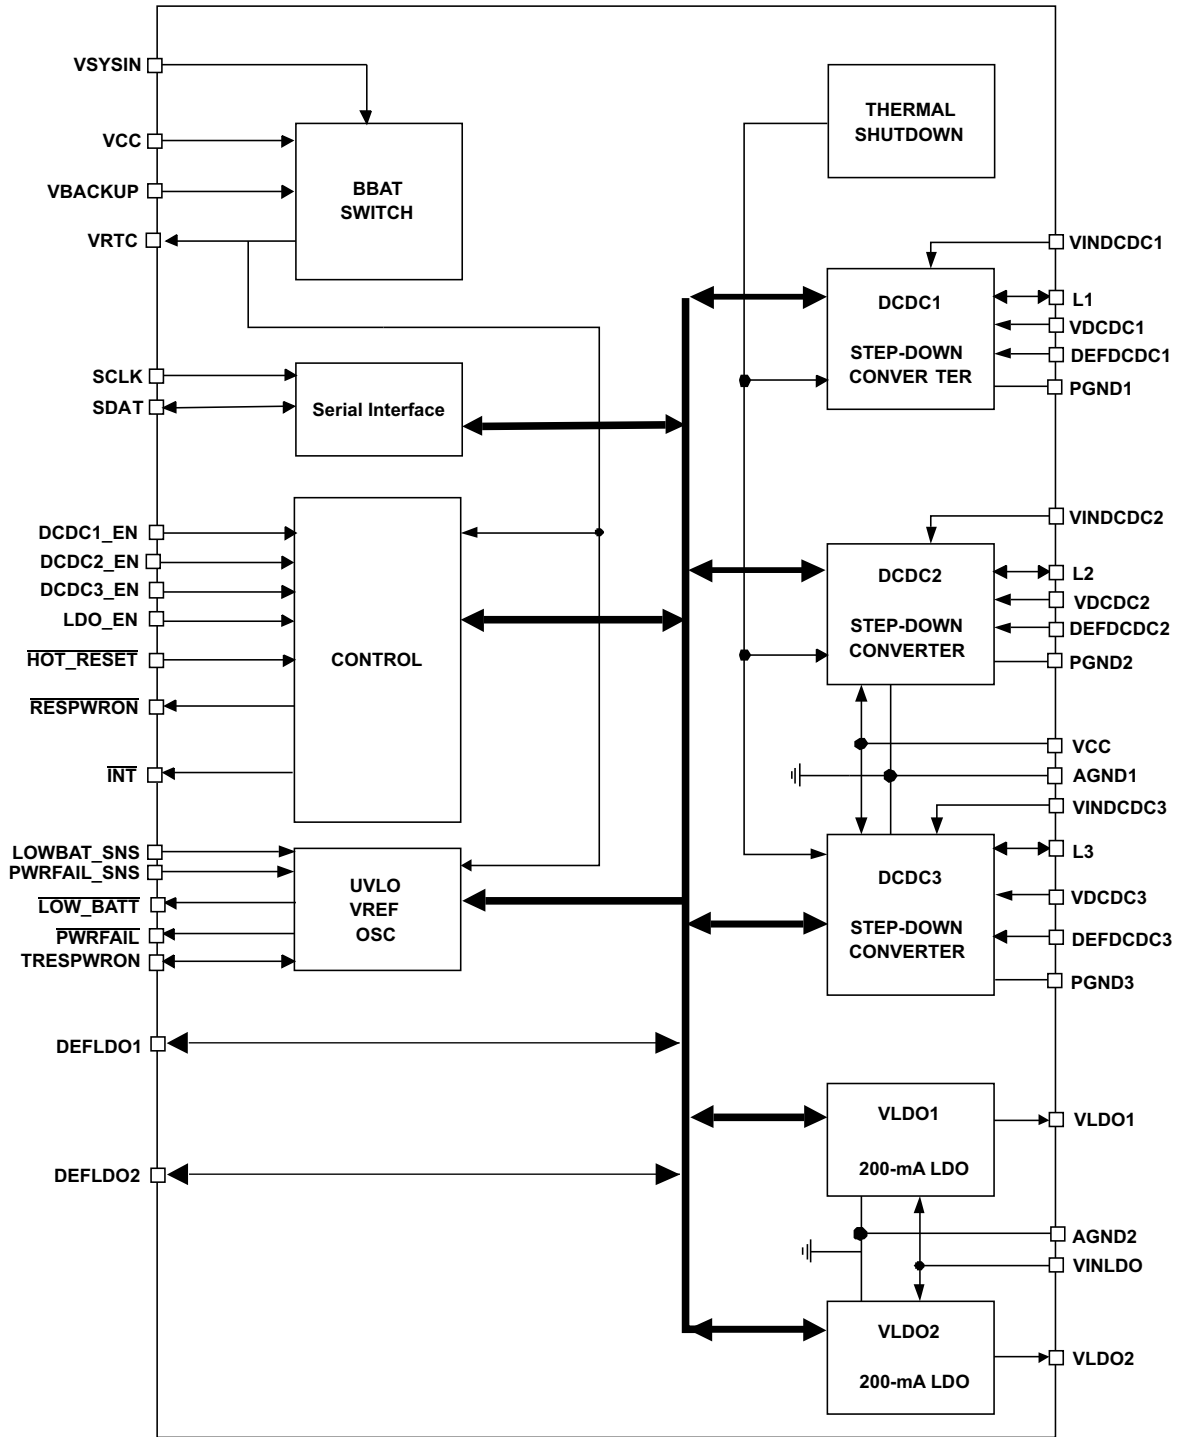 VSYSIN
VCC
VBACKUP
VRTC
BBAT
SWITCH
THERMAL
SHUTDOWN
SCLK
SDAT
Serial Interface
DCDC1_EN
DCDC2_EN
DCDC3_EN
LDO_EN
HOT_RESET
RESPWRON
INT
CONTROL
LOWBAT_SNS
PWRFAIL_SNS
LOW_BATT
PWRFAIL
TRESPWRON
UVLO
VREF
OSC
DEFLDO1
DEFLDO2
DCDC1
STEP-DOWN
CONVER TER
VINDCDC1
L1
VDCDC1
DEFDCDC1
PGND1
DCDC2
STEP-DOWN
CONVERTER
VINDCDC2
L2
VDCDC2
DEFDCDC2
PGND2
VCC
AGND1
VINDCDC3
DCDC3
STEP-DOWN
CONVERTER
L3
VDCDC3
DEFDCDC3
PGND3
VLDO1
200-mA LDO
VLDO1
AGND2
VINLDO
VLDO2
200-mA LDO
VLDO2